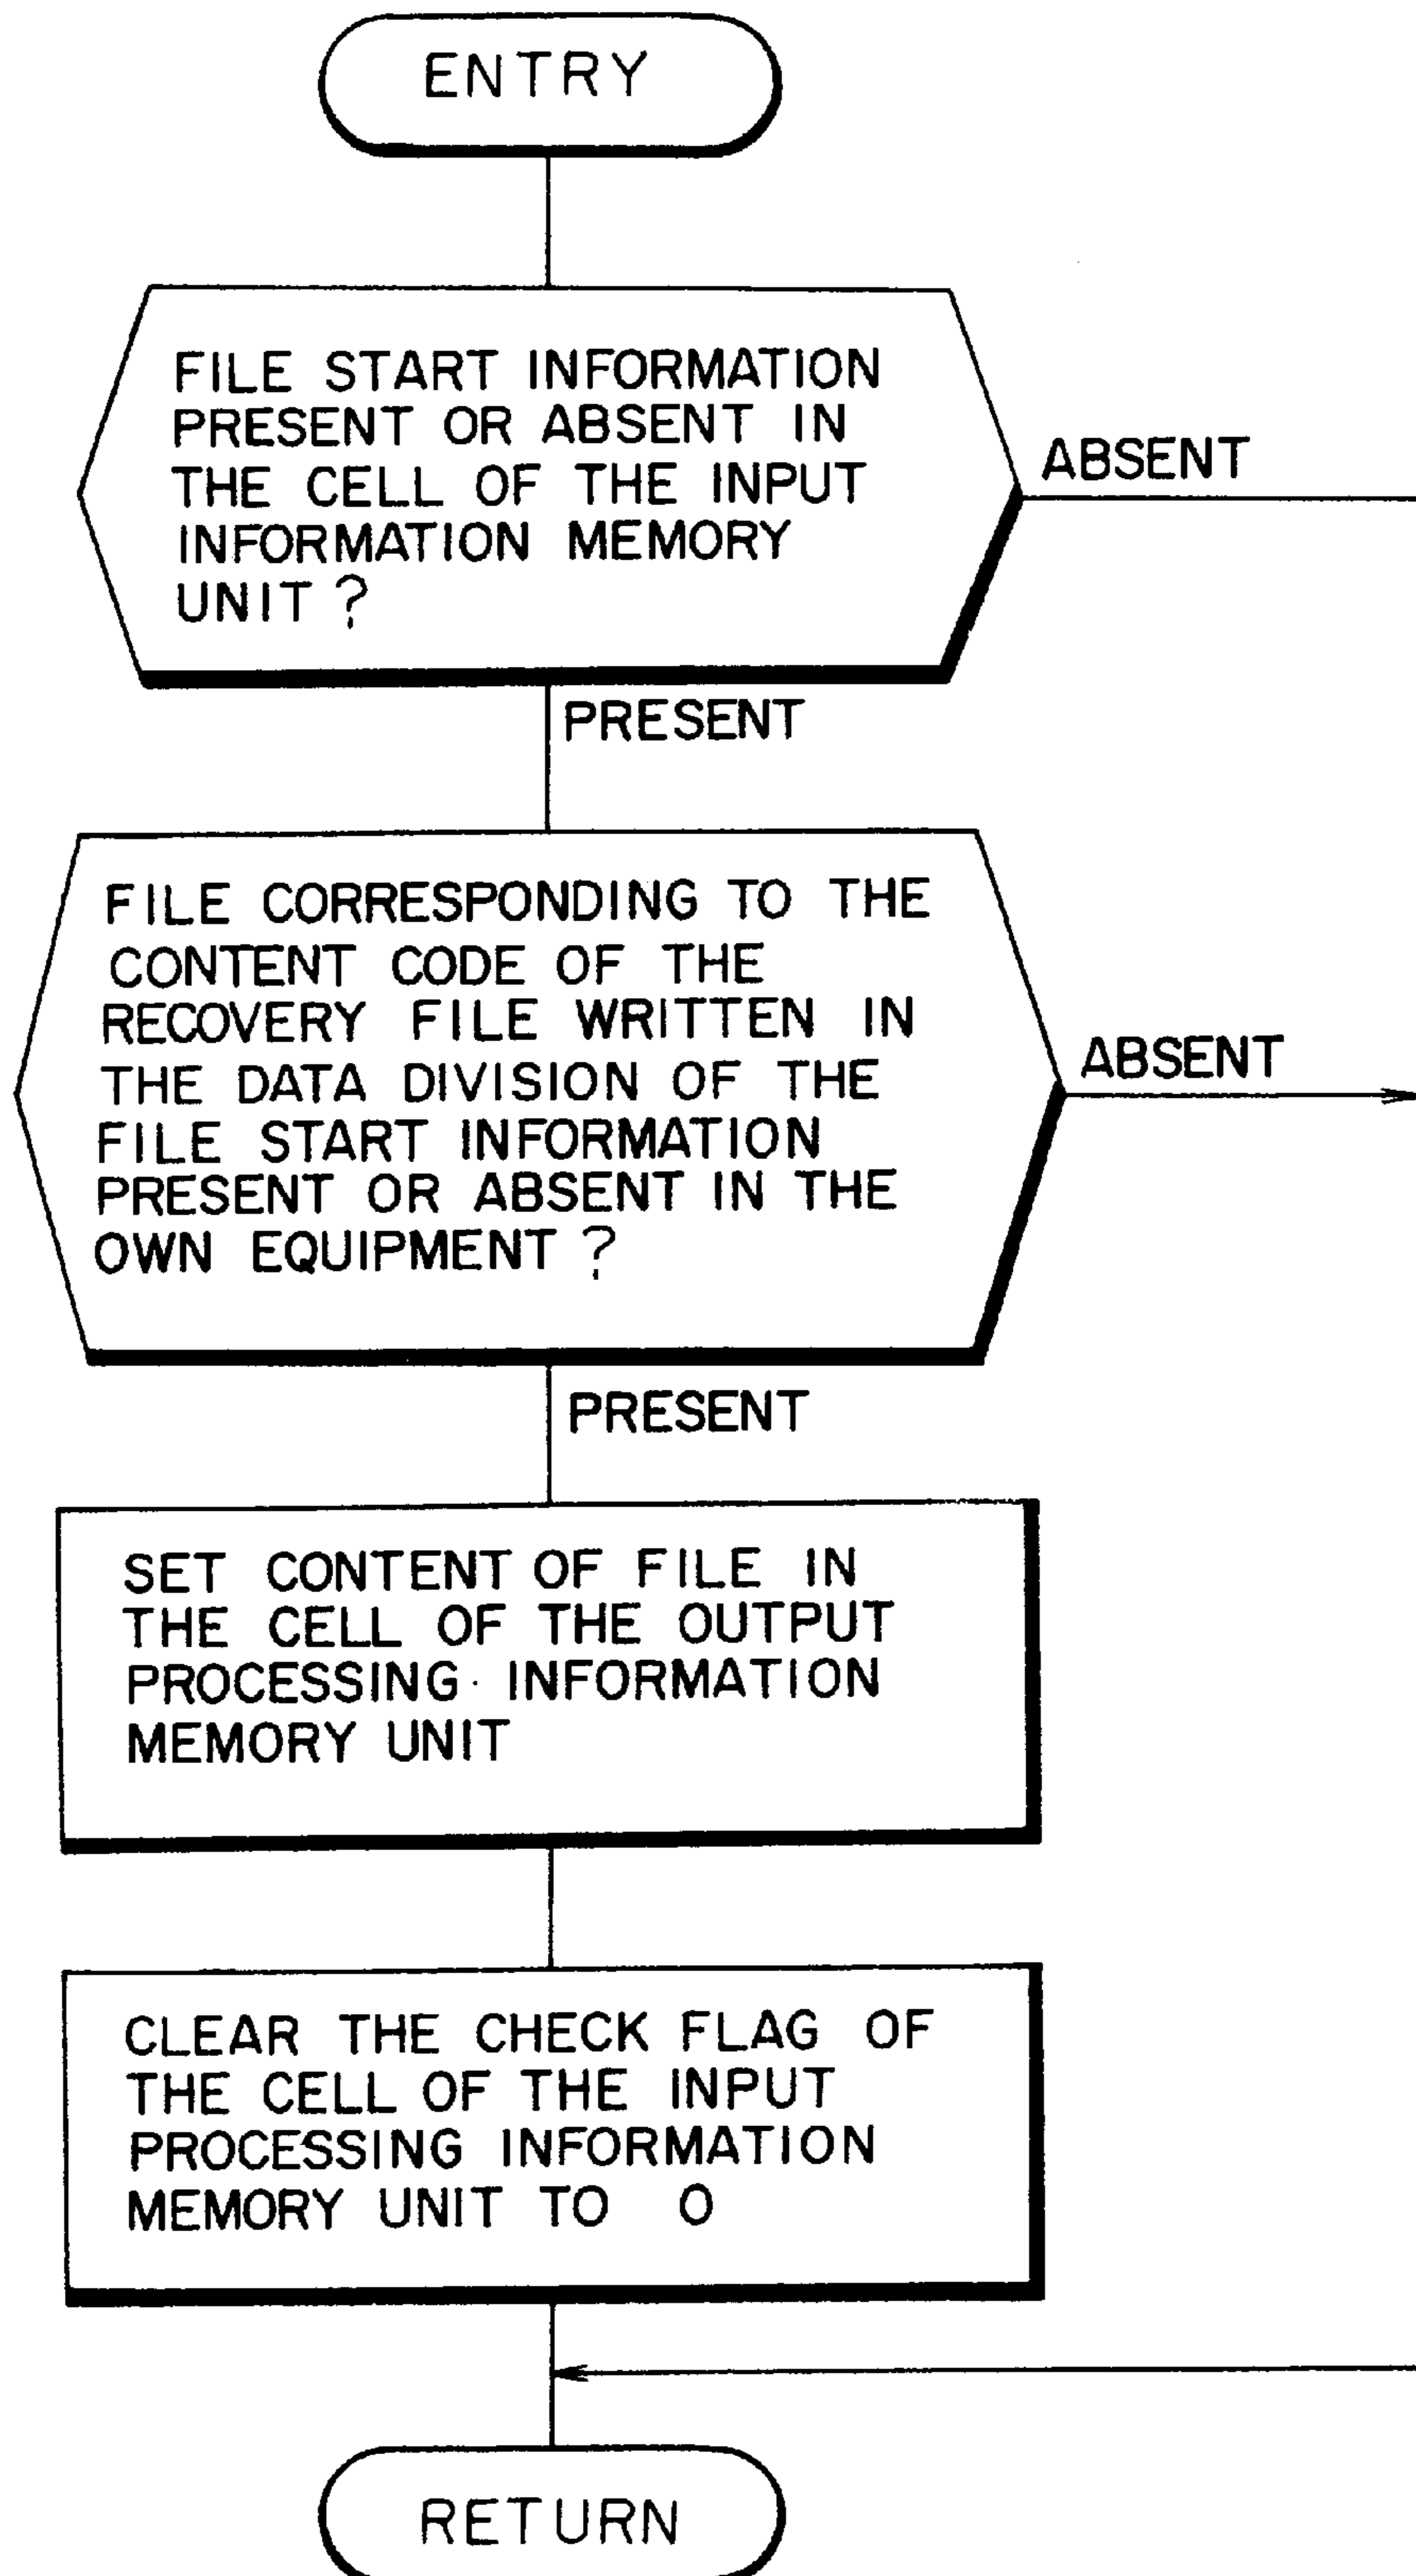 ENTRY
FILE START INFORMATION
PRESENT OR ABSENT IN
THE CELL OF THE INPUT
INFORMATION MEMORY
UNIT ?
ABSENT
PRESENT
FILE CORRESPONDING TO THE
CONTENT CODE OF THE
RECOVERY FILE WRITTEN IN
THE DATA DIVISION OF THE
FILE START INFORMATION
PRESENT OR ABSENT IN THE
OWN EQUIPMENT ?
ABSENT
PRESENT
SET CONTENT OF FILE IN
THE CELL OF THE OUTPUT
PROCESSING INFORMATION
MEMORY UNIT
CLEAR THE CHECK FLAG OF
THE CELL OF THE INPUT
PROCESSING INFORMATION
MEMORY UNIT TO 0
RETURN